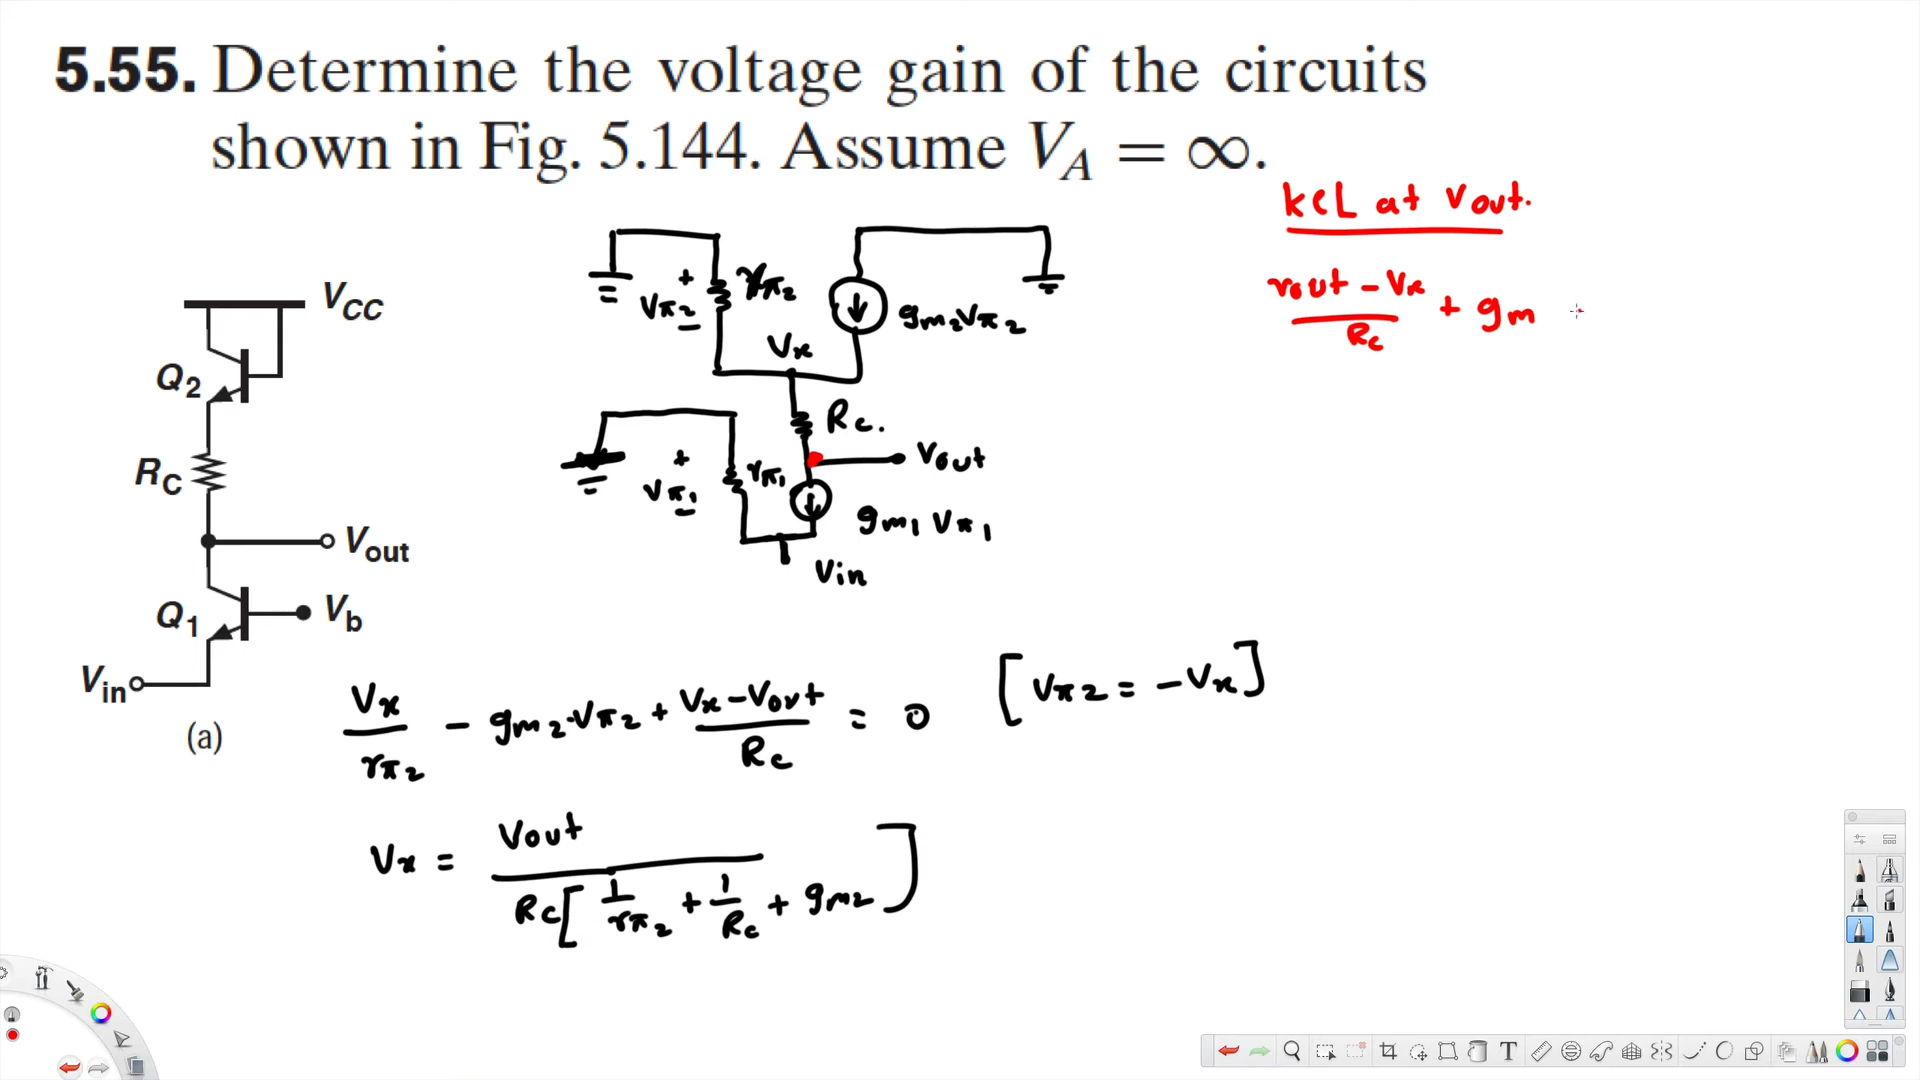 5.55. Determine the voltage gain of the circuits
shown in Fig. 5.144. Assume V_A = ∞.
KCL at Vout.
Vout - Vx / Rc + gm
VCC
Q2
RC
Vout
Q1
Vb
Vin
(a)
+
Vπ2
-
rπ2
gm2Vπ2
Vx
Rc.
+
Vπ1
-
rπ1
Vout
gm1 Vπ1
Vin
Vx / rπ2 - gm2·Vπ2 + Vx - Vout / Rc = 0
[Vπ2 = -Vx]
Vx = Vout / Rc[1/rπ2 + 1/Rc + gm2]
T